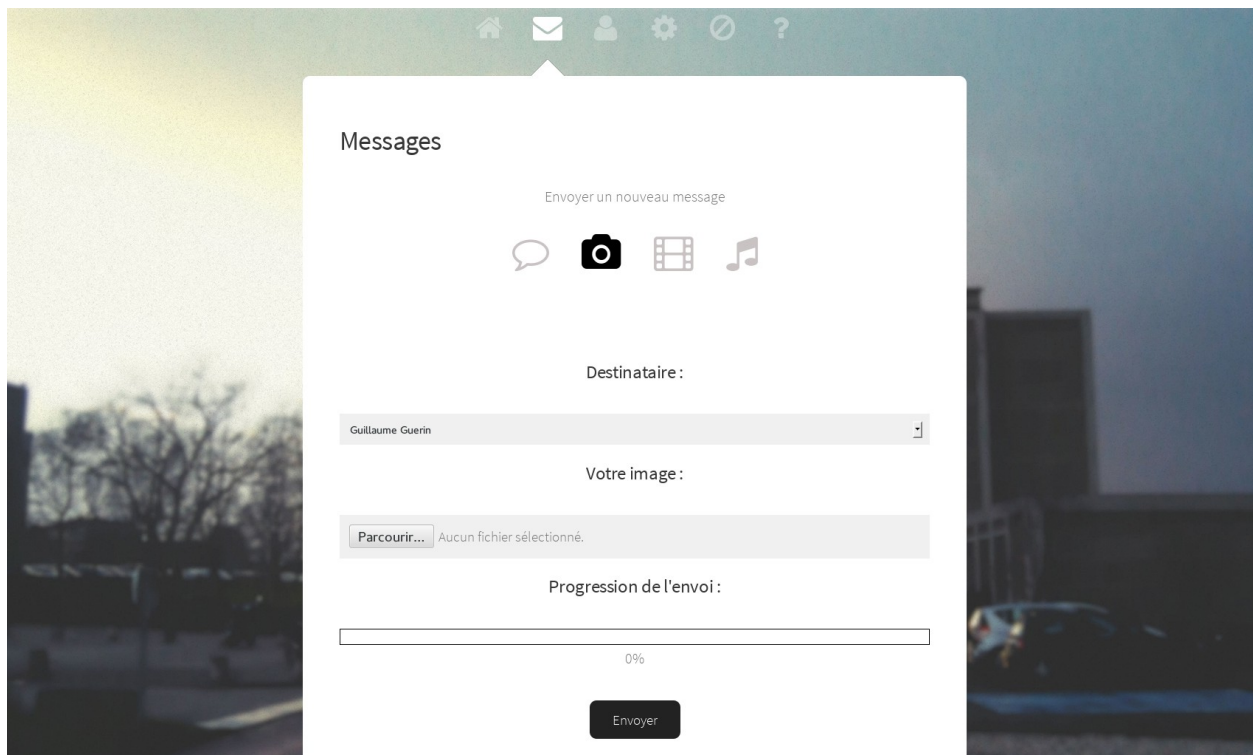 ?
Messages
Envoyer un nouveau message
Destinataire :
Guillaume Guerin
Votre image :
Parcourir... Aucun fichier sélectionné.
Progression de l'envoi :
0%
Envoyer